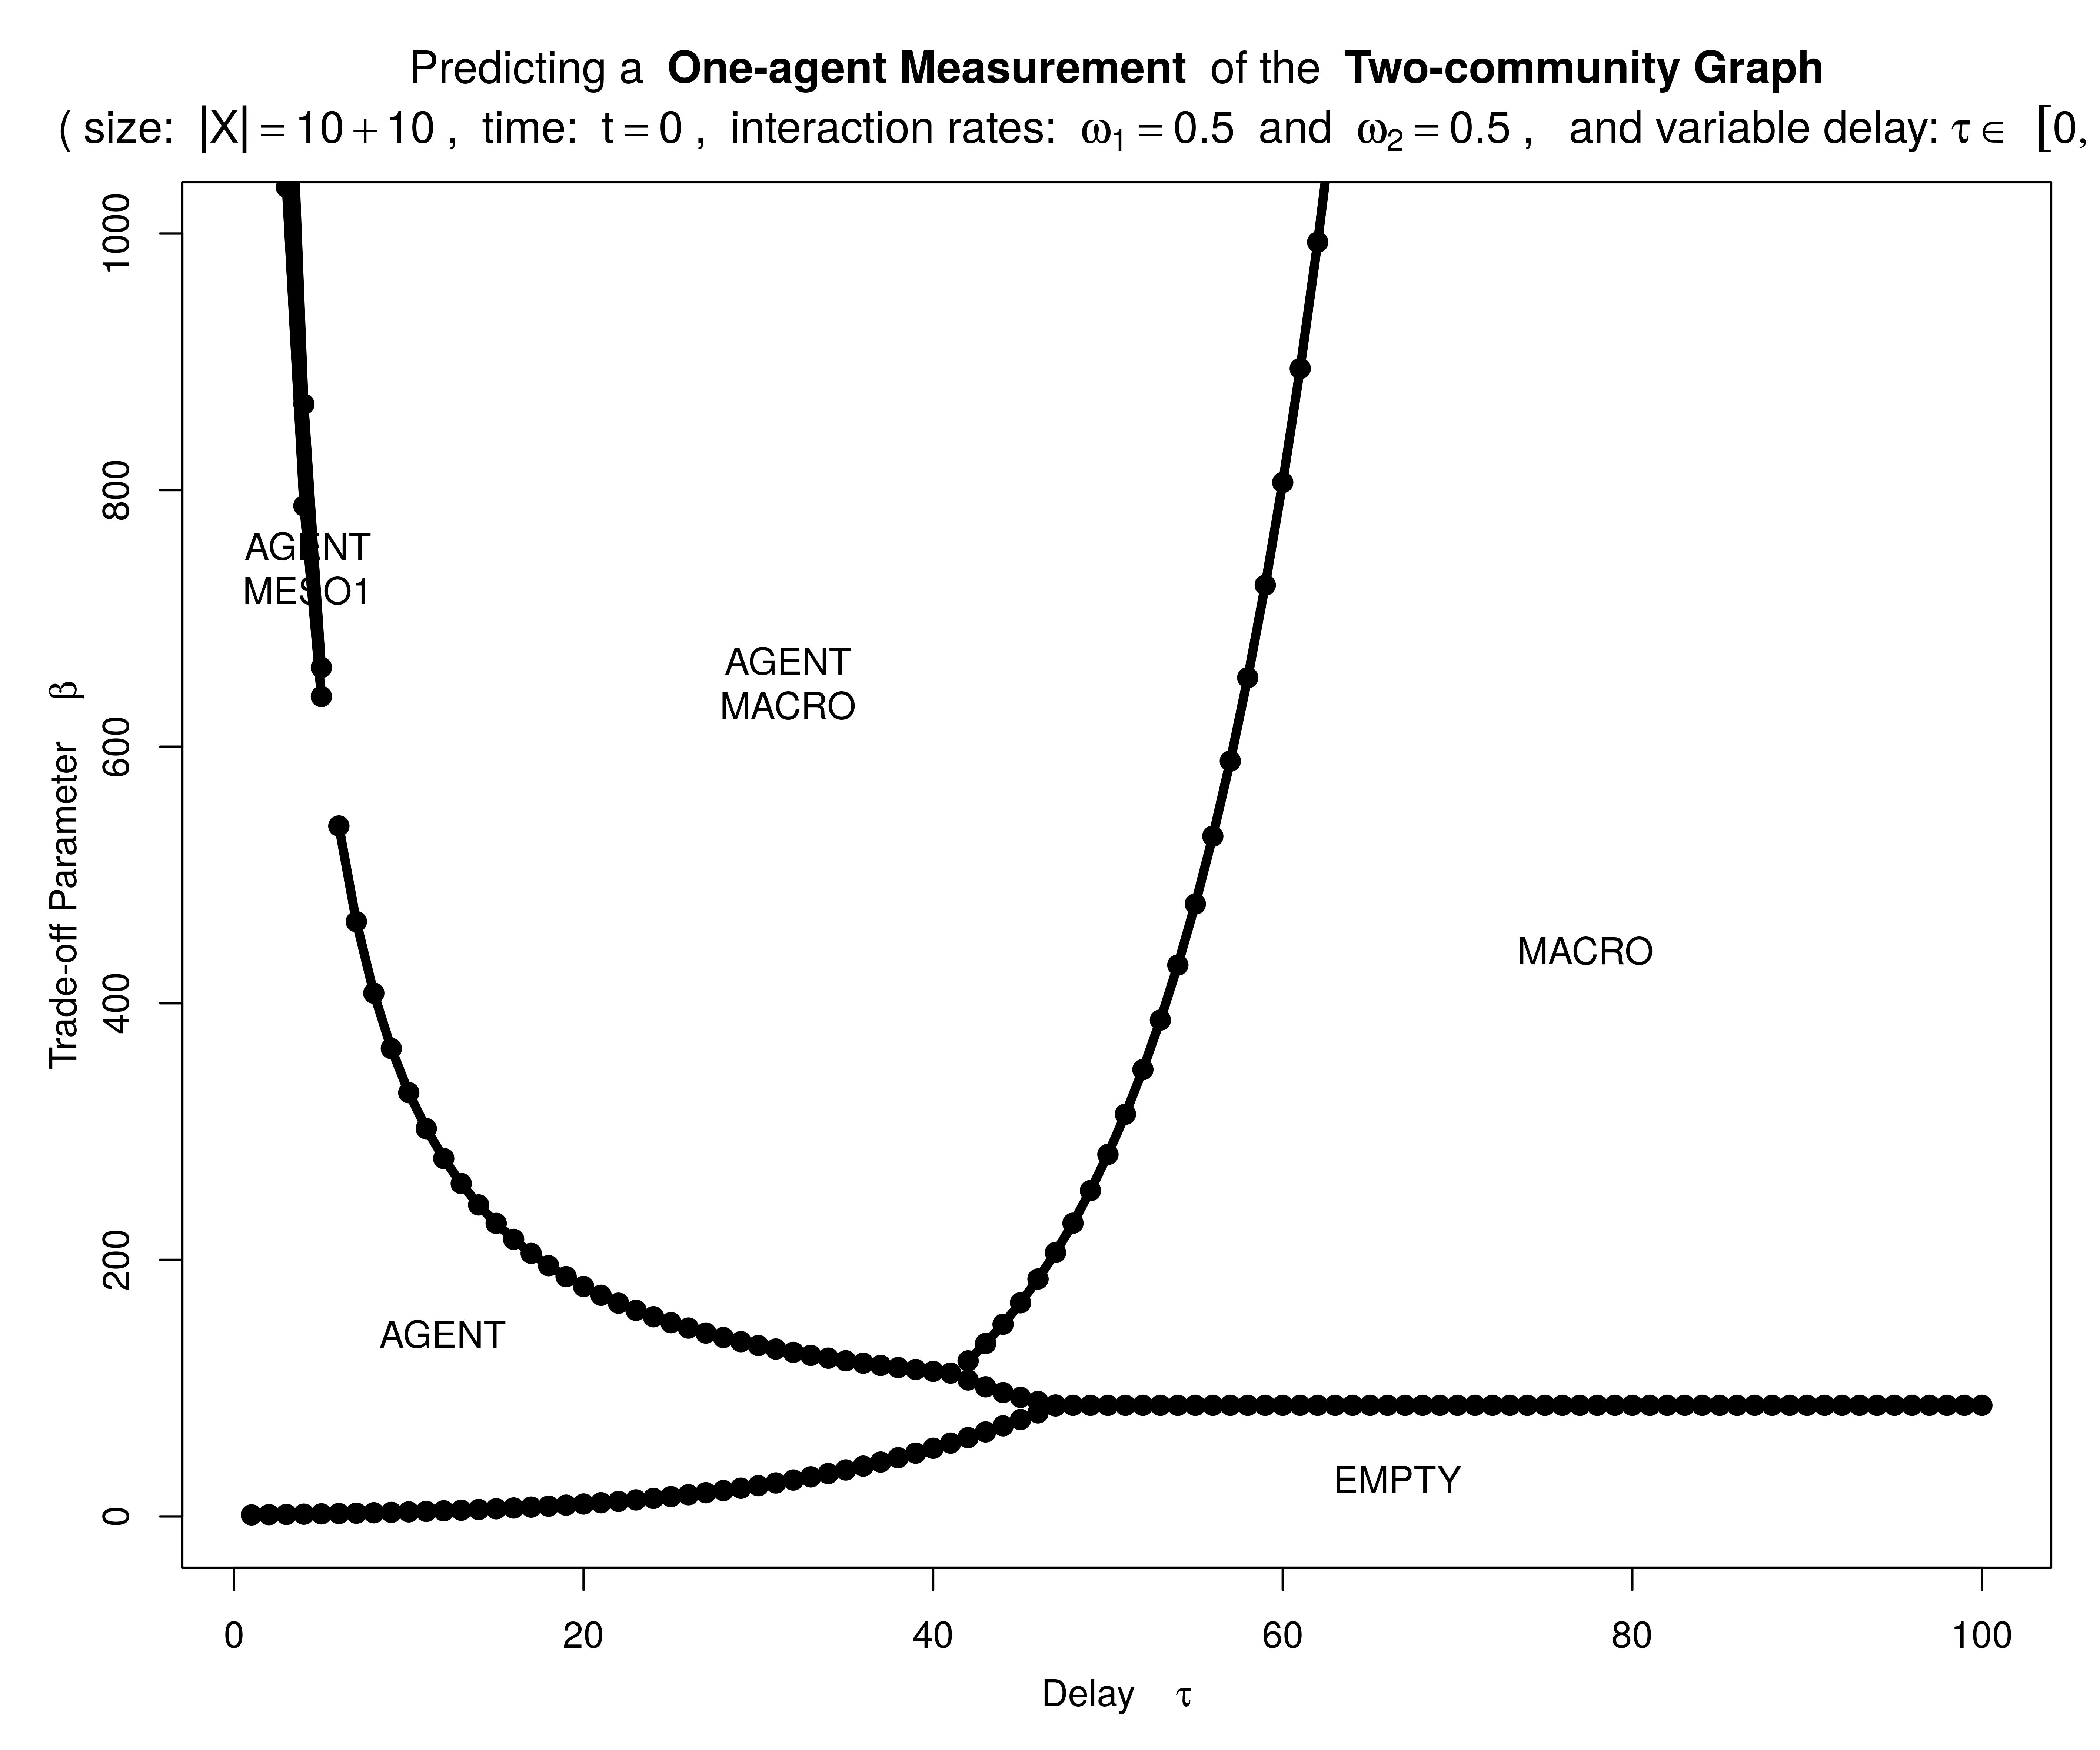 Predicting a One-agent Measurement of the Two-community Graph
( size: |X| = 10 + 10 , time: t = 0 , interaction rates: ω1 = 0.5 and ω2 = 0.5 , and variable delay: τ ∈ [0,
1000
800
600
400
200
0
Trade-off Parameter β
AGENT
MESO1
AGENT
MACRO
MACRO
AGENT
EMPTY
0 20 40 60 80 100
Delay τ